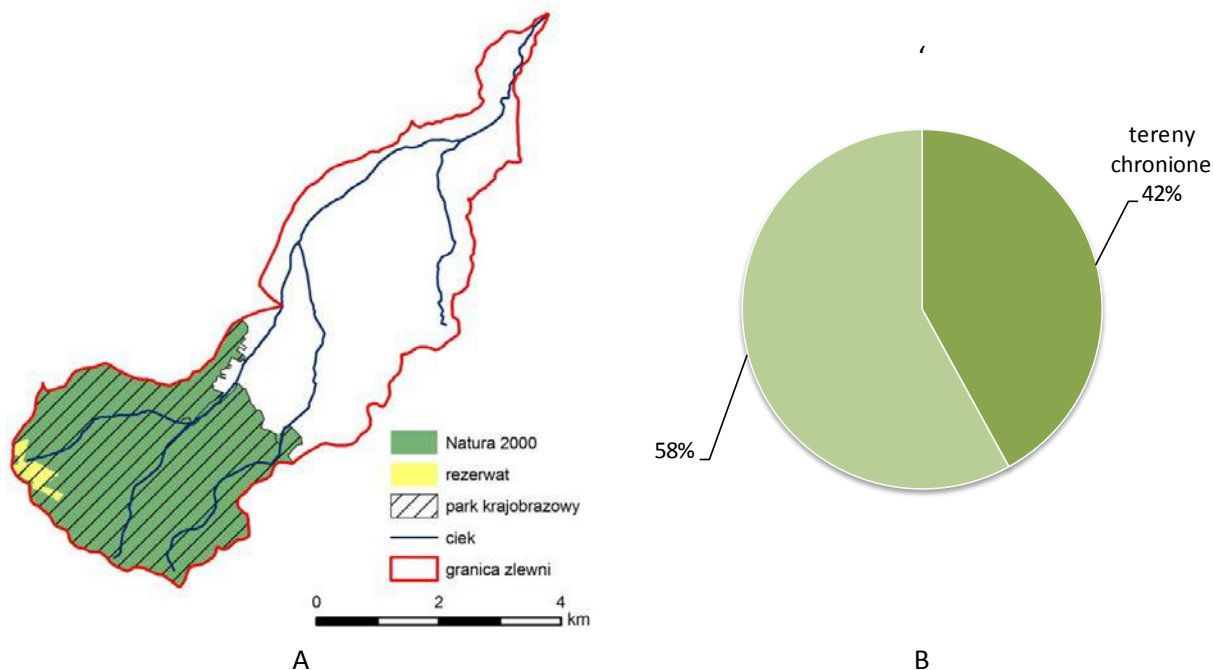 ‘
tereny
chronione
42%
58%
Natura 2000
rezerwat
park krajobrazowy
ciek
granica zlewni
0 2 4
km
A B